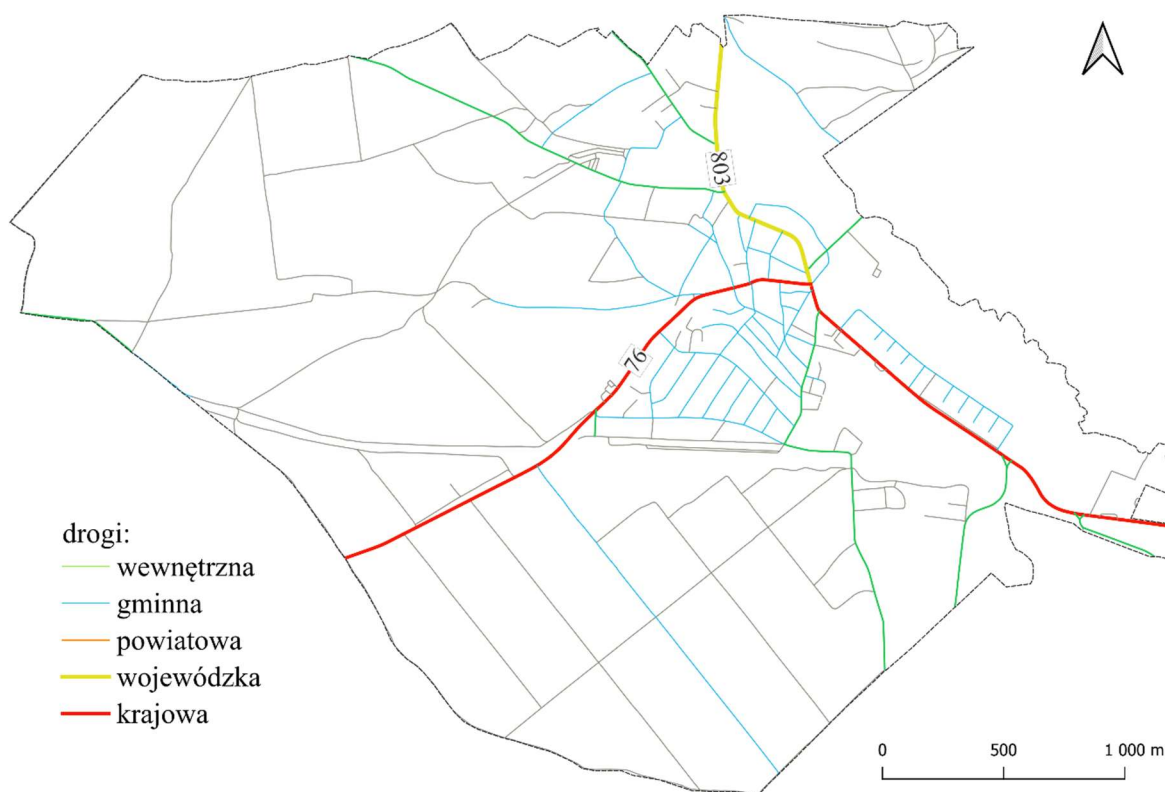 803
76
drogi:
wewnętrzna
gminna
powiatowa
wojewódzka
krajowa
0 500 1 000 m